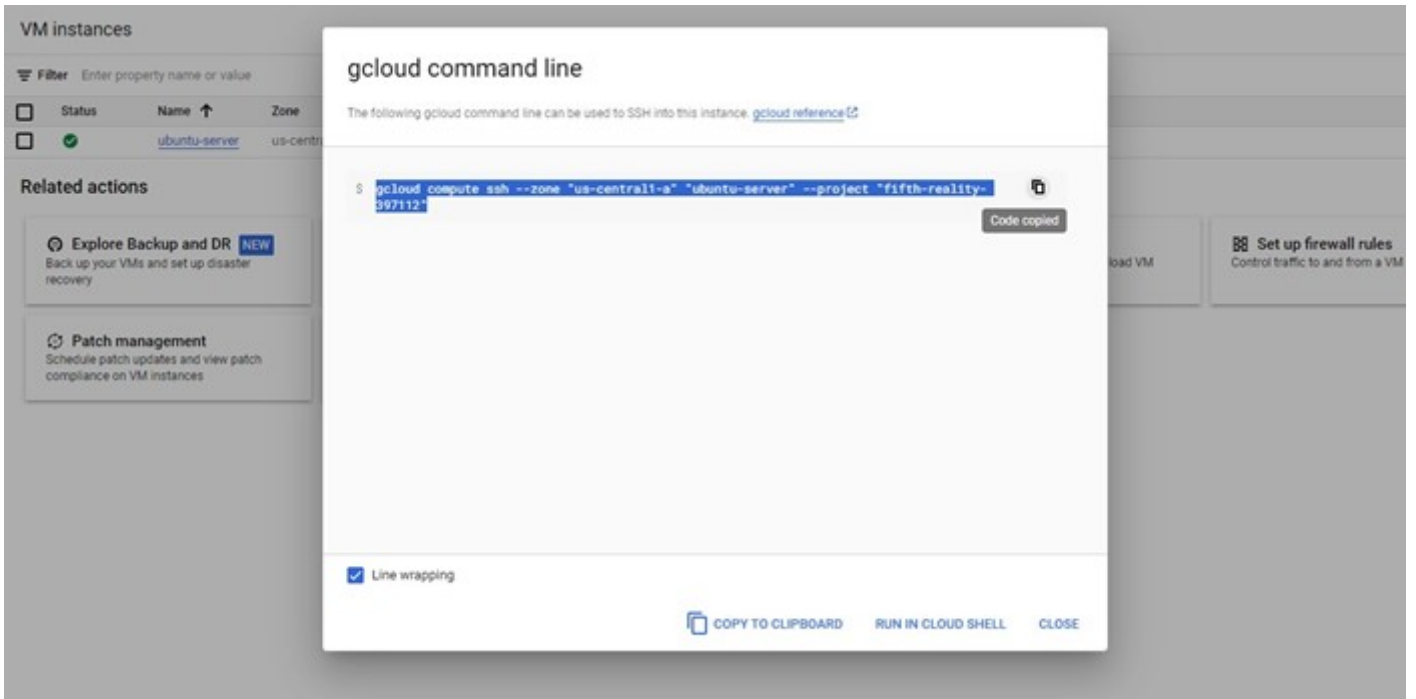 VM instances
Filter Enter property name or value
Status Name Zone
ubuntu-server us-centr
Related actions
Explore Backup and DR NEW
Back up your VMs and set up disaster
recovery
Patch management
Schedule patch updates and view patch
compliance on VM instances
gcloud command line
The following gcloud command line can be used to SSH into this instance. gcloud reference
$ gcloud compute ssh --zone "us-central1-a" "ubuntu-server" --project "fifth-reality-
397112"
Code copied
Line wrapping
COPY TO CLIPBOARD RUN IN CLOUD SHELL CLOSE
load VM
Set up firewall rules
Control traffic to and from a VM